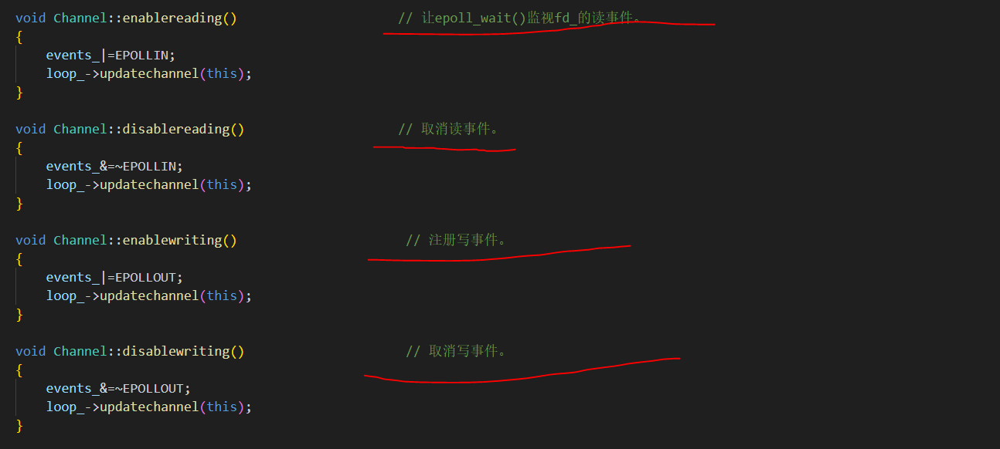 void Channel::enablereading()                     // 让epoll_wait()监视fd_的读事件。
{
    events_|=EPOLLIN;
    loop_->updatechannel(this);
}
void Channel::disablereading()                    // 取消读事件。
{
    events_&=~EPOLLIN;
    loop_->updatechannel(this);
}
void Channel::enablewriting()                      // 注册写事件。
{
    events_|=EPOLLOUT;
    loop_->updatechannel(this);
}
void Channel::disablewriting()                     // 取消写事件。
{
    events_&=~EPOLLOUT;
    loop_->updatechannel(this);
}